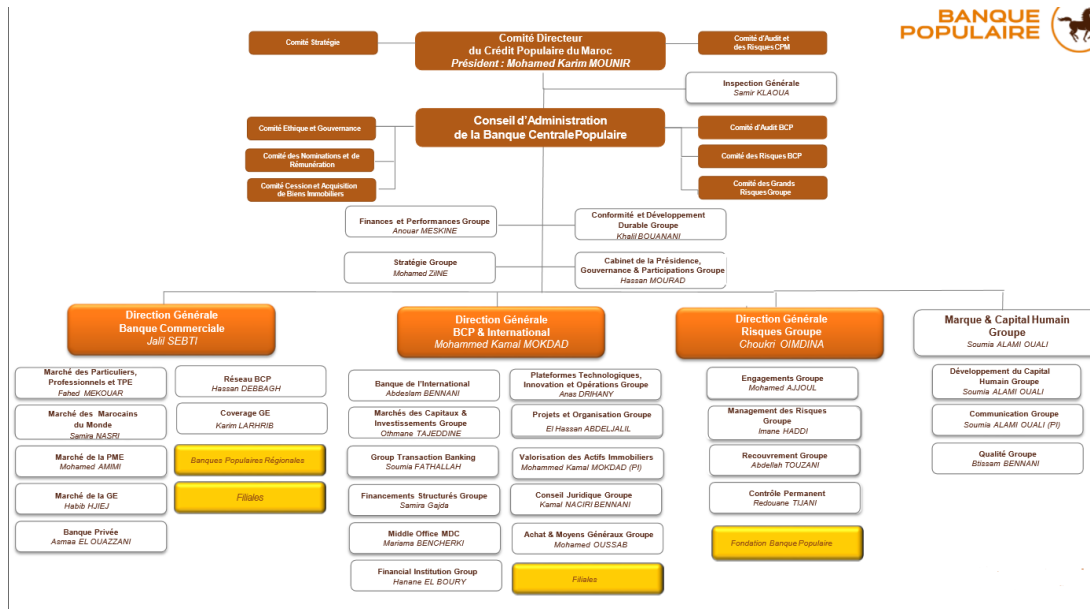 BANQUE
POPULAIRE
Comité Stratégie
Comité Directeur
du Crédit Populaire du Maroc
Président : Mohamed Karim MOUNIR
Comité d'Audit et
des Risques CPM
Inspection Générale
Samir KLAOUA
Conseil d'Administration
de la Banque CentralePopulaire
Comité Ethique et Gouvernance
Comité des Nominations et de
Rémunération
Comité Cession et Acquisition
de Biens Immobiliers
Comité d'Audit BCP
Comité des Risques BCP
Comité des Grands
Risques Groupe
Finances et Performances Groupe
Anouar MESKINE
Conformité et Développement
Durable Groupe
Khalil BOUANANI
Stratégie Groupe
Mohamed ZiINE
Cabinet de la Présidence,
Gouvernance & Participations Groupe
Hassan MOURAD
Direction Générale
Banque Commerciale
Jalil SEBTI
Marché des Particuliers,
Professionnels et TPE
Fahed MEKOUAR
Marché des Marocains
du Monde
Samira NASRI
Marché de la PME
Mohamed AMIMI
Marché de la GE
Habib HJIEJ
Banque Privée
Asmaa EL OUAZZANI
Réseau BCP
Hassan DEBBAGH
Coverage GE
Karim LARHRIB
Banques Populaires Régionales
Filiales
Direction Générale
BCP & International
Mohammed Kamal MOKDAD
Banque de l'International
Abdeslam BENNANI
Marchés des Capitaux &
Investissements Groupe
Othmane TAJEDDINE
Group Transaction Banking
Soumia FATHALLAH
Financements Structurés Groupe
Samira Gajda
Middle Office MDC
Mariama BENCHERKI
Financial Institution Group
Hanane EL BOURY
Plateformes Technologiques,
Innovation et Opérations Groupe
Anas DRIHANY
Projets et Organisation Groupe
El Hassan ABDELJALIL
Valorisation des Actifs Immobiliers
Mohammed Kamal MOKDAD (PI)
Conseil Juridique Groupe
Kamal NACIRI BENNANI
Achat & Moyens Généraux Groupe
Mohamed OUSSAB
Filiales
Direction Générale
Risques Groupe
Choukri OIMDINA
Engagements Groupe
Mohamed AJJOUL
Management des Risques
Groupe
Imane HADDI
Recouvrement Groupe
Abdellah TOUZANI
Contrôle Permanent
Redouane TIJANI
Fondation Banque Populaire
Marque & Capital Humain
Groupe
Soumia ALAMI OUALI
Développement du Capital
Humain Groupe
Soumia ALAMI OUALI
Communication Groupe
Soumia ALAMI OUALI (PI)
Qualité Groupe
Btissam BENNANI